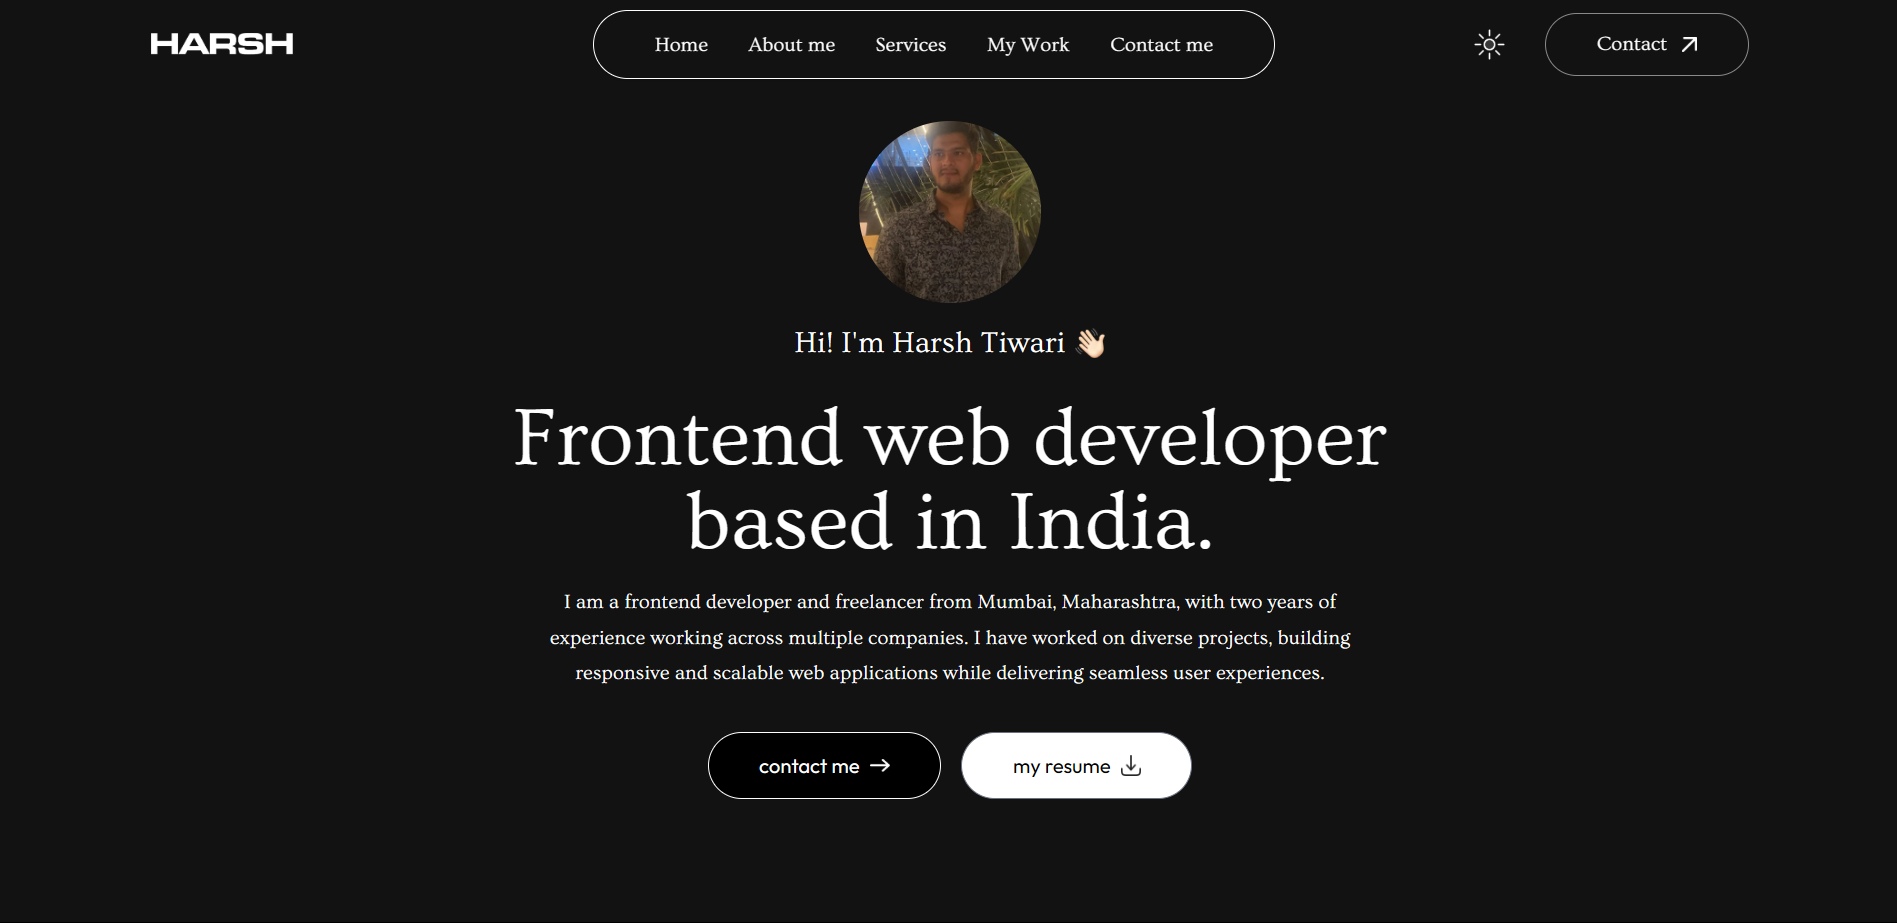 HARSH
Home About me Services My Work Contact me
Contact
Hi! I'm Harsh Tiwari 👋🏻
Frontend web developer
based in India.
I am a frontend developer and freelancer from Mumbai, Maharashtra, with two years of
experience working across multiple companies. I have worked on diverse projects, building
responsive and scalable web applications while delivering seamless user experiences.
contact me →
my resume